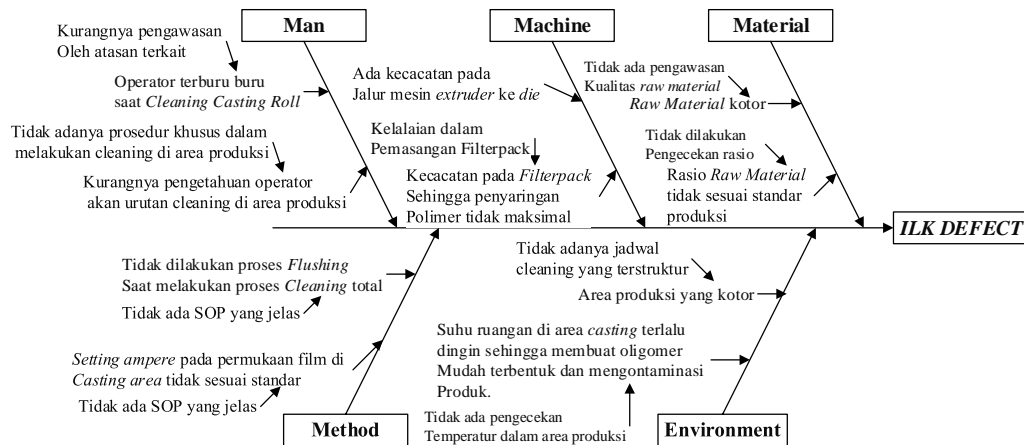 Man
Machine
Material
Kurangnya pengawasan
Oleh atasan terkait
Operator terburu buru
saat Cleaning Casting Roll
Tidak adanya prosedur khusus dalam
melakukan cleaning di area produksi
Kurangnya pengetahuan operator
akan urutan cleaning di area produksi
Ada kecacatan pada
Jalur mesin extruder ke die
Kelalaian dalam
Pemasangan Filterpack
Kecacatan pada Filterpack
Sehingga penyaringan
Polimer tidak maksimal
Tidak ada pengawasan
Kualitas raw material
Raw Material kotor
Tidak dilakukan
Pengecekan rasio
Rasio Raw Material
tidak sesuai standar
produksi
ILK DEFECT
Tidak dilakukan proses Flushing
Saat melakukan proses Cleaning total
Tidak ada SOP yang jelas
Setting ampere pada permukaan film di
Casting area tidak sesuai standar
Tidak ada SOP yang jelas
Tidak adanya jadwal
cleaning yang terstruktur
Area produksi yang kotor
Suhu ruangan di area casting terlalu
dingin sehingga membuat oligomer
Mudah terbentuk dan mengontaminasi
Produk.
Tidak ada pengecekan
Temperatur dalam area produksi
Method
Environment